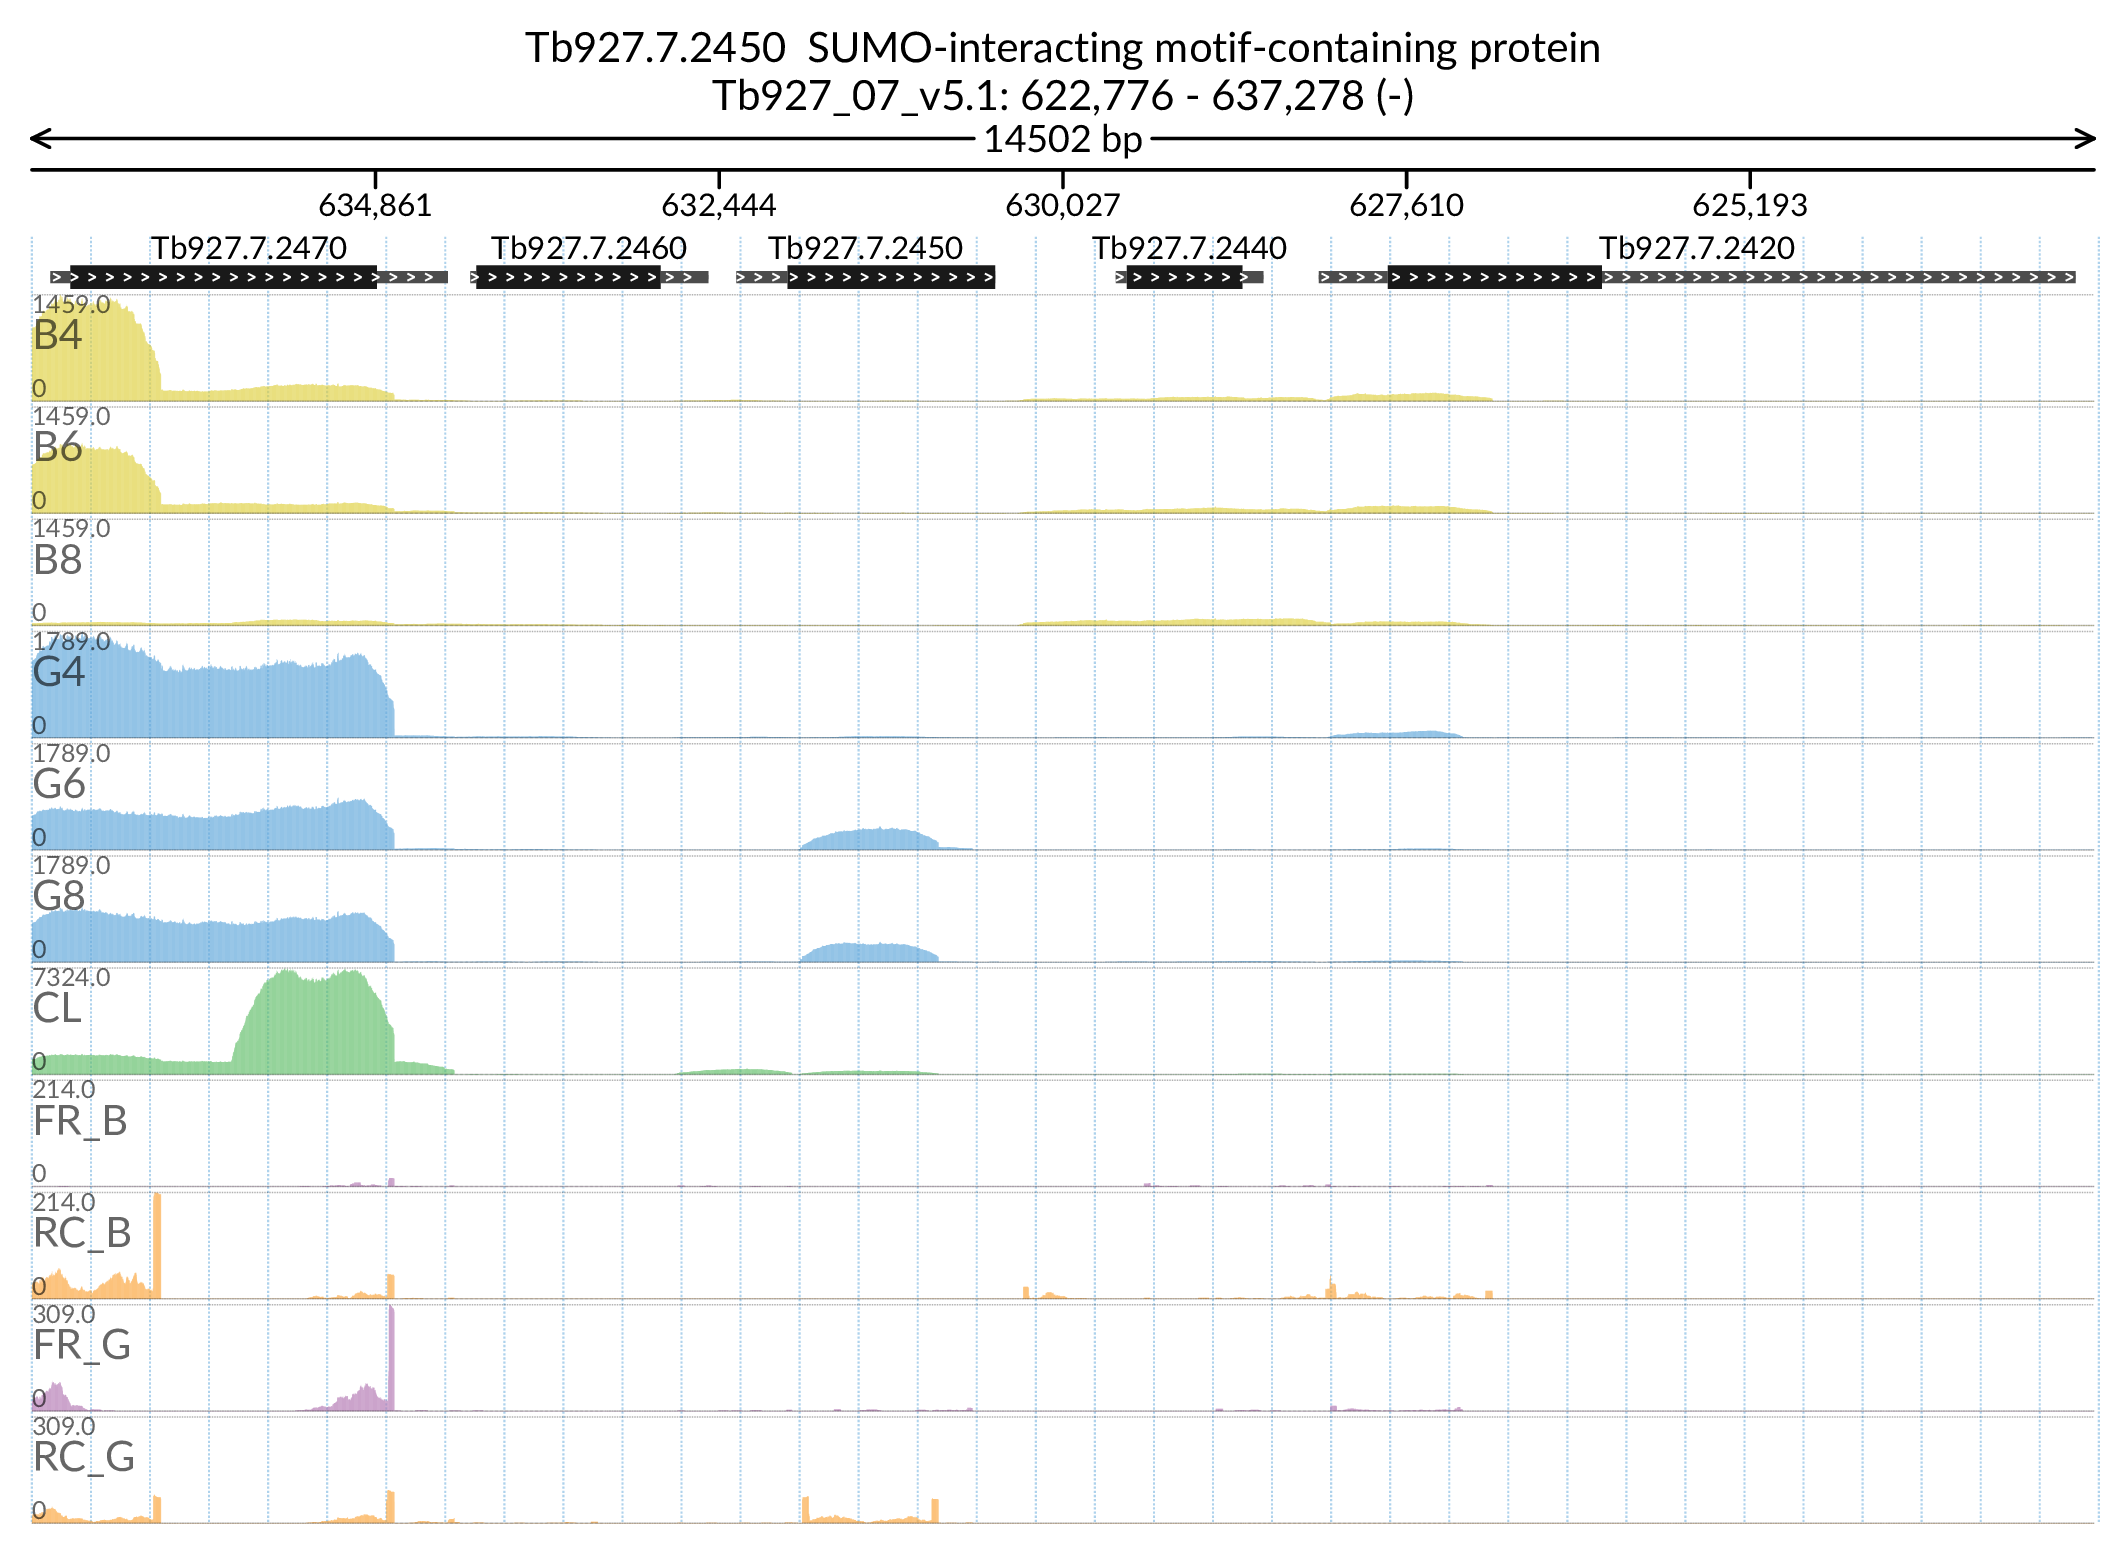 Tb927.7.2450  SUMO-interacting motif-containing protein
Tb927_07_v5.1: 622,776 - 637,278 (-)
14502 bp
634,861 632,444 630,027 627,610 625,193
Tb927.7.2470 Tb927.7.2460 Tb927.7.2450 Tb927.7.2440 Tb927.7.2420
1459.0
B4
0
1459.0
B6
0
1459.0
B8
0
1789.0
G4
0
1789.0
G6
0
1789.0
G8
0
7324.0
CL
0
214.0
FR_B
0
214.0
RC_B
0
309.0
FR_G
0
309.0
RC_G
0